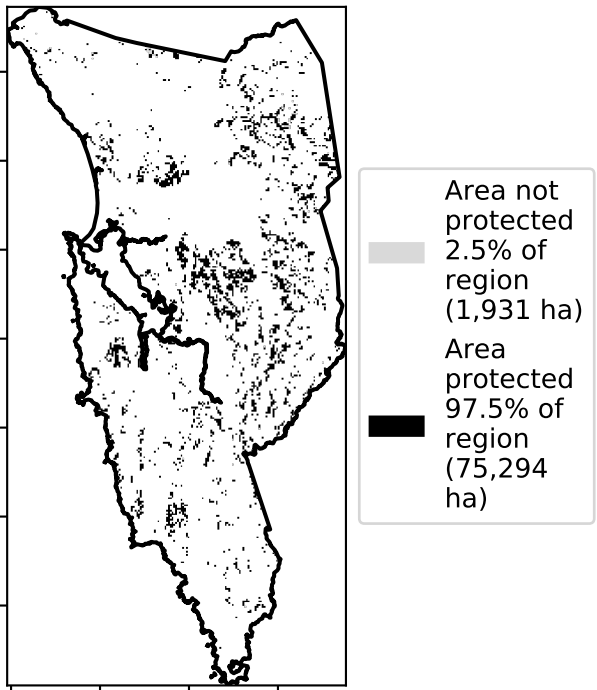 Area not
protected
2.5% of
region
(1,931 ha)
Area
protected
97.5% of
region
(75,294
ha)